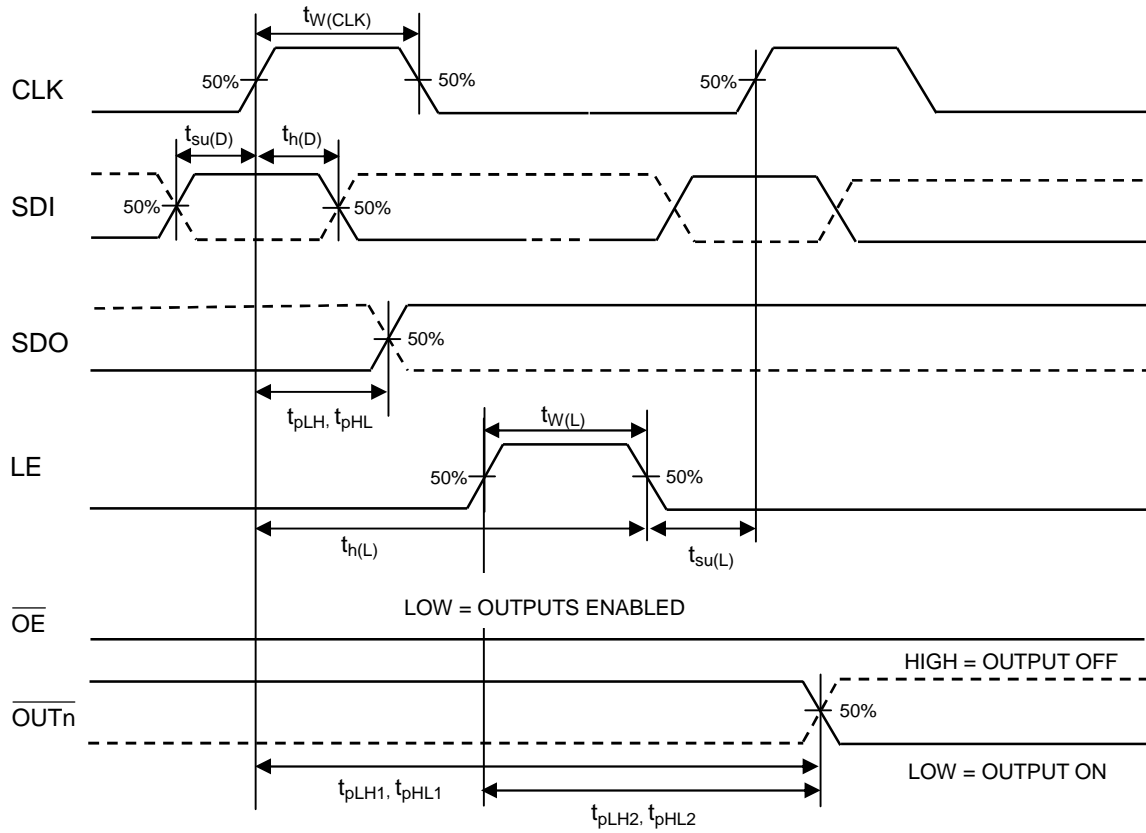 tW(CLK)
50%
50%
50%
CLK
tsu(D)
th(D)
50%
50%
SDI
50%
SDO
tpLH, tpHL
tW(L)
LE
50%
50%
th(L)
tsu(L)
LOW = OUTPUTS ENABLED
OE
HIGH = OUTPUT OFF
OUTn
50%
LOW = OUTPUT ON
tpLH1, tpHL1
tpLH2, tpHL2